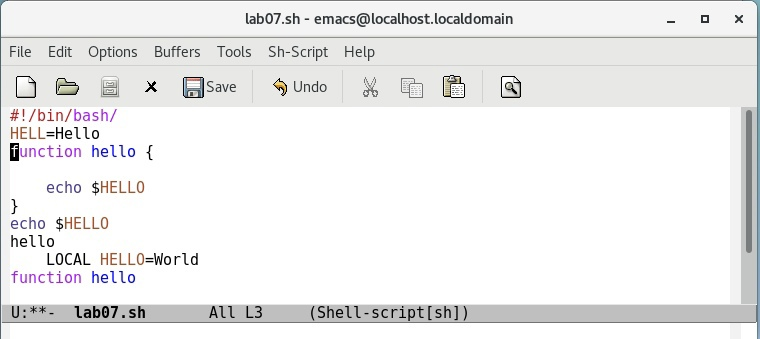 lab07.sh - emacs@localhost.localdomain
File Edit Options Buffers Tools Sh-Script Help
Save Undo
#!/bin/bash/
HELL=Hello
function hello {
    echo $HELLO
}
echo $HELLO
hello
    LOCAL HELLO=World
function hello
U:**-  lab07.sh       All L3     (Shell-script[sh])